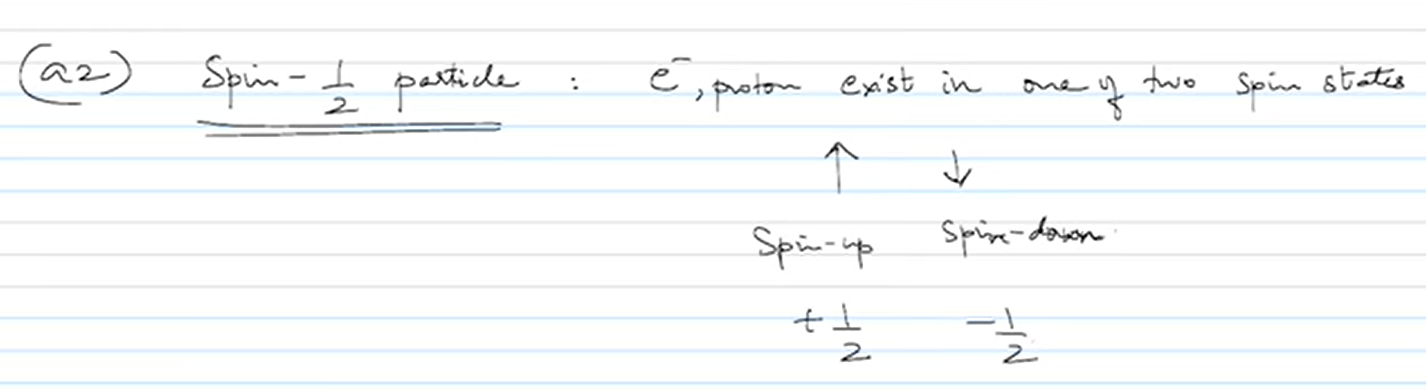 (a2) Spin-1/2 particle : e⁻, proton exist in one of two spin states
↑ ↓
Spin-up Spin-down
+1/2 -1/2